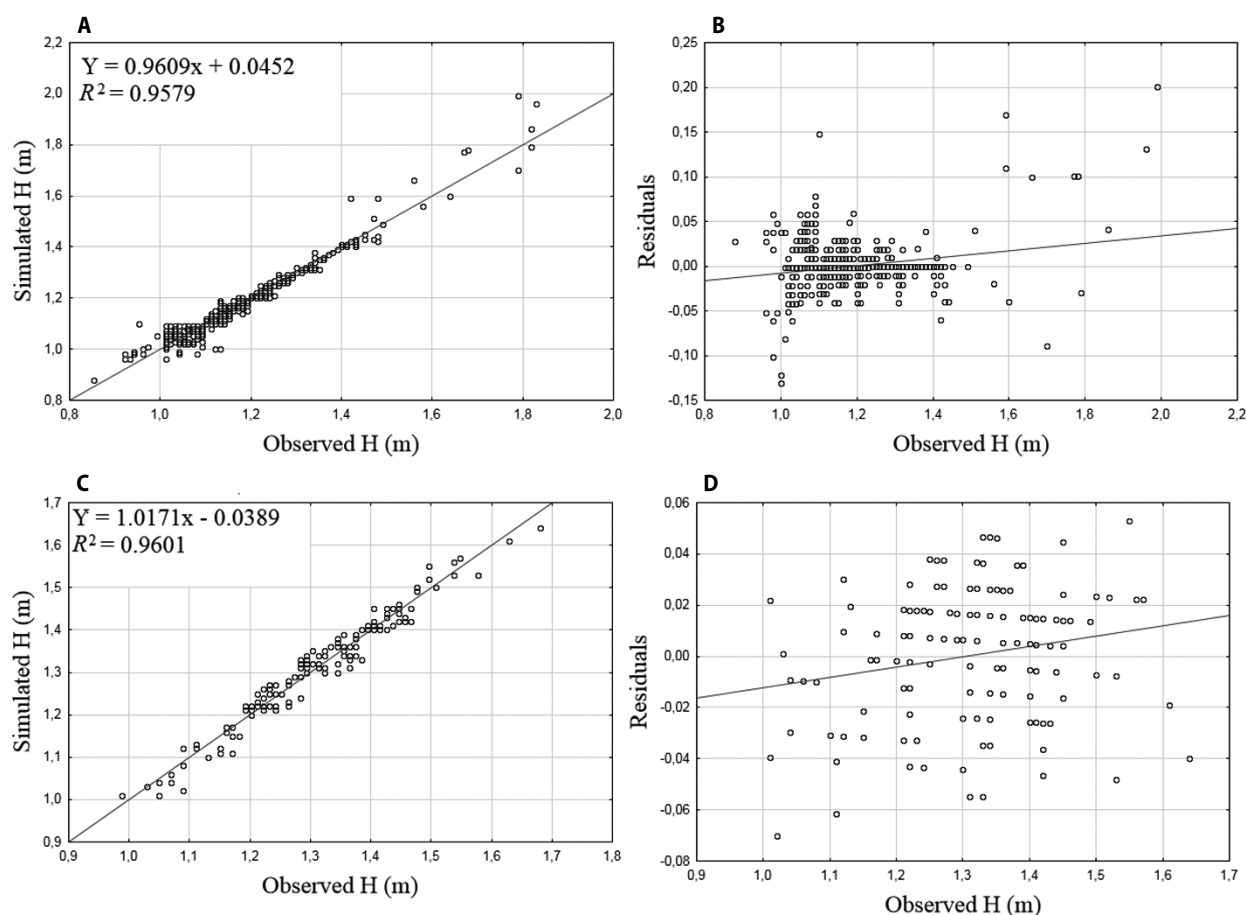 A
2,2
2,0
1,8
1,6
1,4
1,2
1,0
0,8
Simulated H (m)
Y = 0.9609x + 0.0452
R² = 0.9579
0,8 1,0 1,2 1,4 1,6 1,8 2,0
Observed H (m)
B
0,25
0,20
0,15
0,10
0,05
0,00
-0,05
-0,10
-0,15
Residuals
0,8 1,0 1,2 1,4 1,6 1,8 2,0 2,2
Observed H (m)
C
1,7
1,6
1,5
1,4
1,3
1,2
1,1
1,0
0,9
Simulated H (m)
Y = 1.0171x - 0.0389
R² = 0.9601
0,9 1,0 1,1 1,2 1,3 1,4 1,5 1,6 1,7 1,8
Observed H (m)
D
0,06
0,04
0,02
0,00
-0,02
-0,04
-0,06
-0,08
Residuals
0,9 1,0 1,1 1,2 1,3 1,4 1,5 1,6 1,7
Observed H (m)